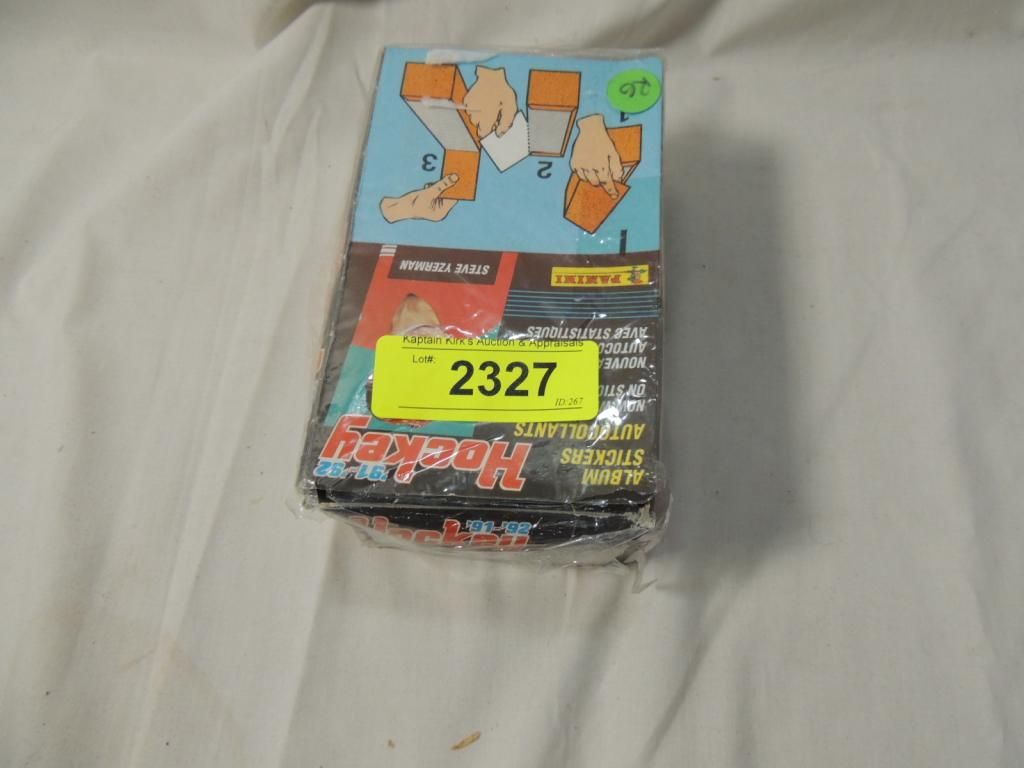 26
1
2
3
1
PANINI
STEVE YZERMAN
AVEC STATISTIQUES
Kaptain Kirk's Auction & Appraisals
Lot#:
2327
ID:267
ALBUM
STICKERS
AUTOCOLLANTS
'91-'92
Hockey
'91-'92
Hockey